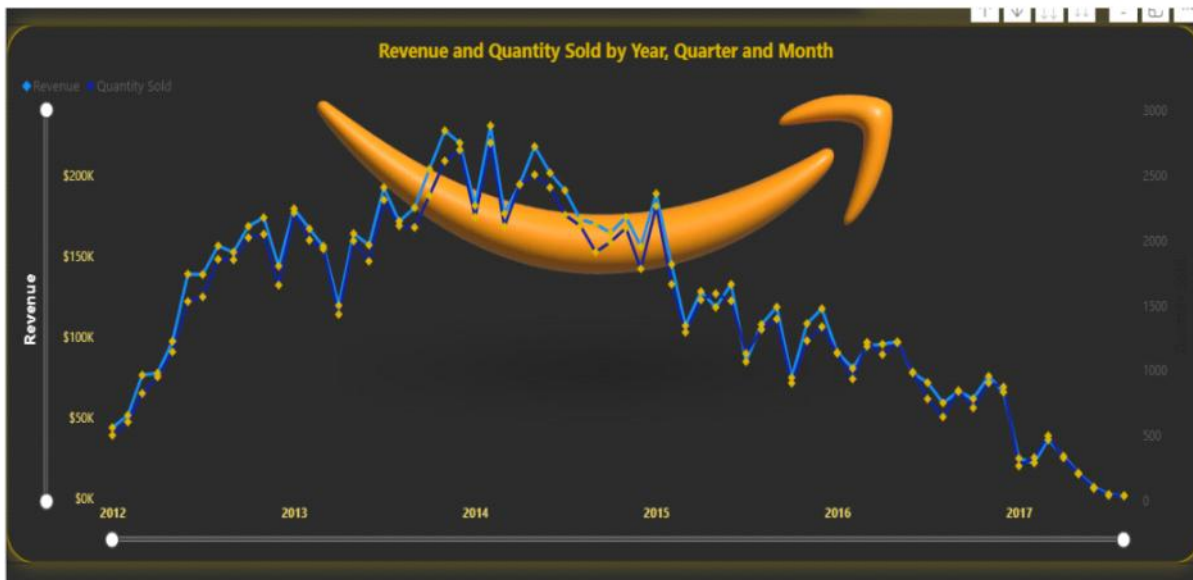 Revenue and Quantity Sold by Year, Quarter and Month
Revenue Quantity Sold
3000
$200K
2500
2000
$150K
1500
Revenue
$100K
1000
$50K
500
$0K
0
2012 2013 2014 2015 2016 2017